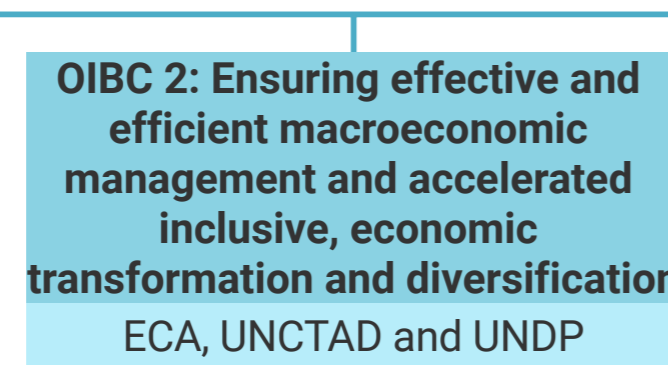 OIBC 2: Ensuring effective and
efficient macroeconomic
management and accelerated
inclusive, economic
transformation and diversification
ECA, UNCTAD and UNDP